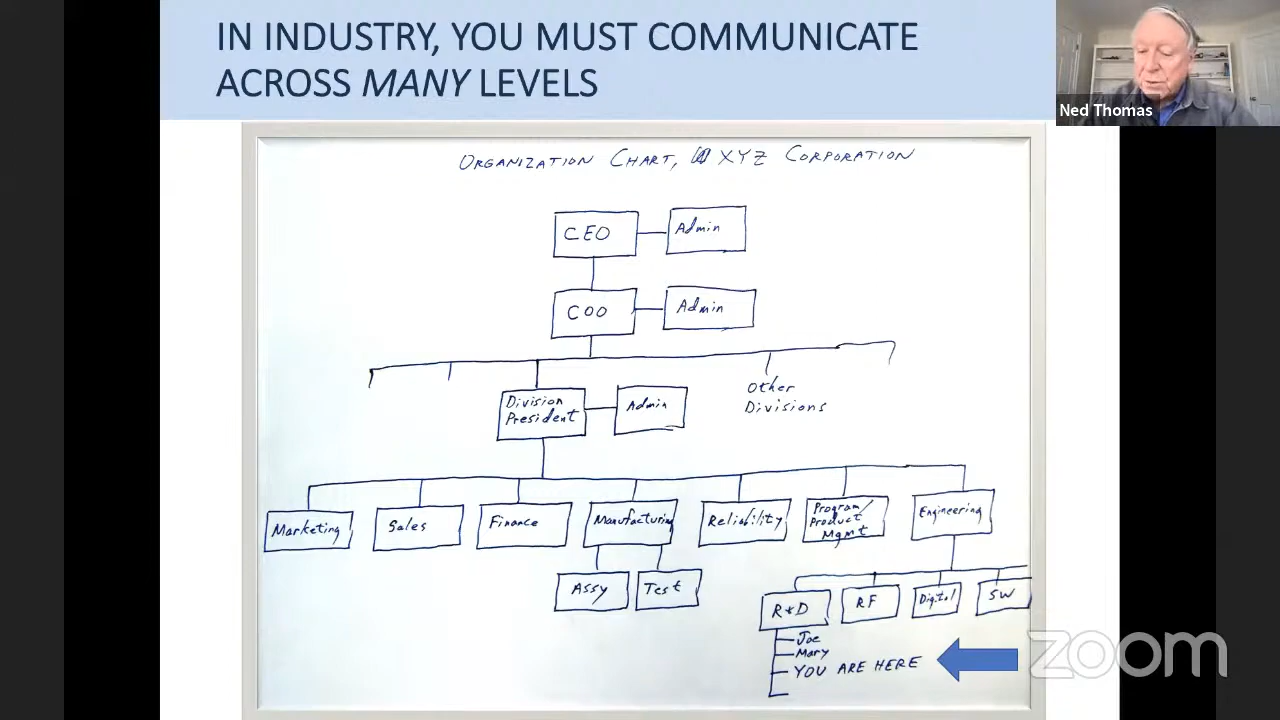 IN INDUSTRY, YOU MUST COMMUNICATE
ACROSS MANY LEVELS
Ned Thomas
ORGANIZATION CHART, XYZ CORPORATION
CEO
Admin
COO
Admin
Division
President
Admin
Other
Divisions
Marketing
Sales
Finance
Manufacturing
Reliability
Program/
Product
Mgmt
Engineering
Assy
Test
R+D
RF
Digital
SW
Joe
Mary
YOU ARE HERE
zoom